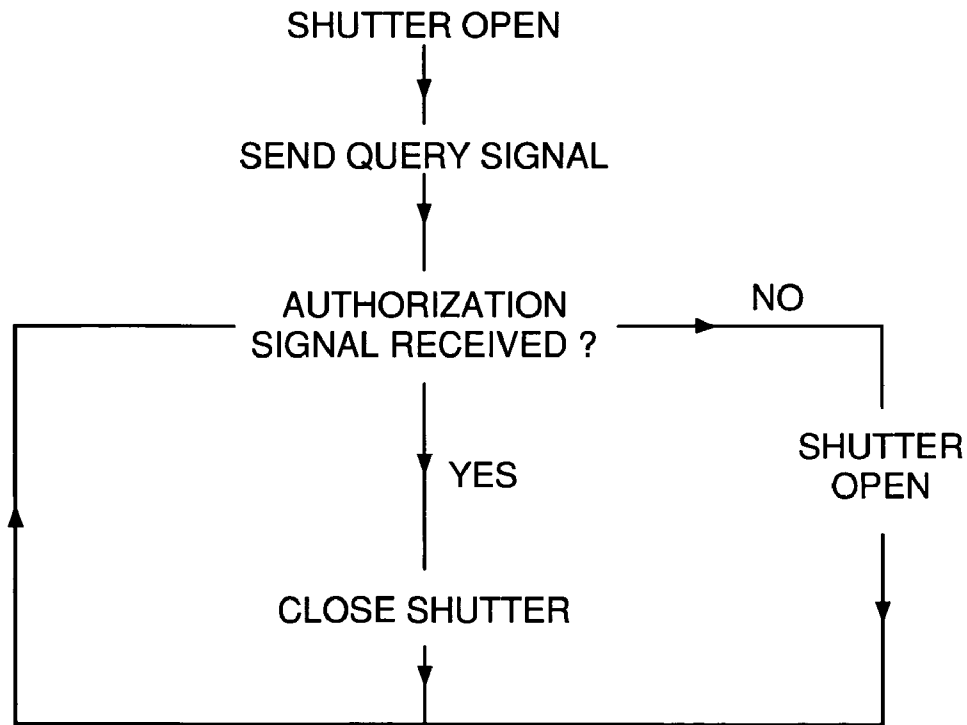 SHUTTER OPEN
SEND QUERY SIGNAL
AUTHORIZATION
SIGNAL RECEIVED ?
NO
YES
SHUTTER
OPEN
CLOSE SHUTTER